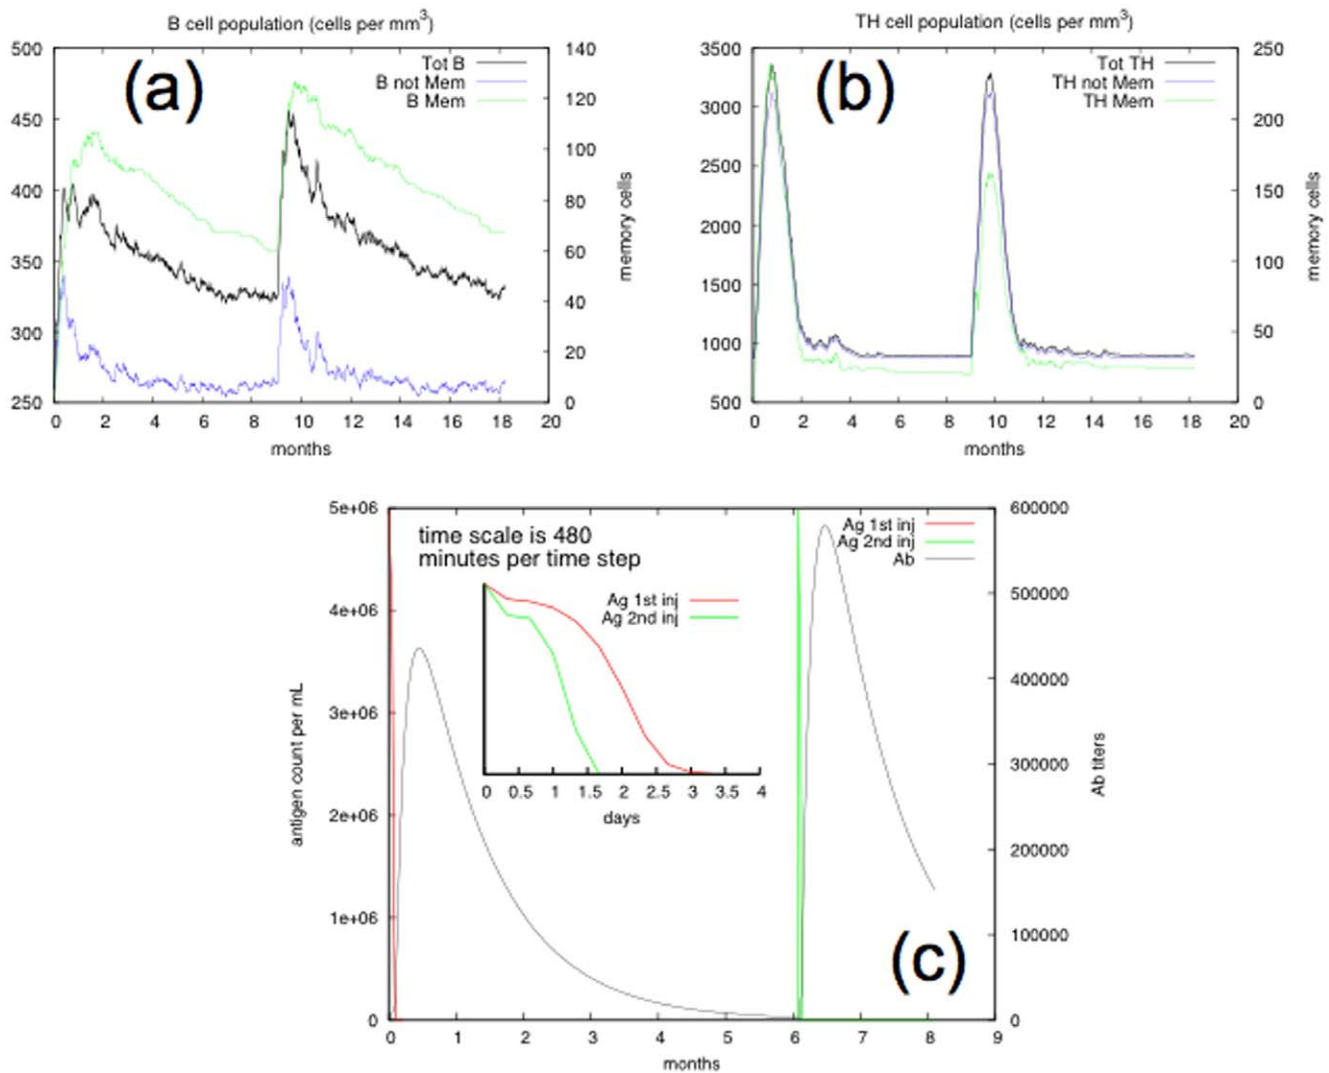 B cell population (cells per mm3)
500
450
400
350
300
250
140
120
100
80
60
40
20
0
Tot B
B not Mem
B Mem
(a)
memory cells
0 2 4 6 8 10 12 14 16 18 20
months
TH cell population (cells per mm3)
3500
3000
2500
2000
1500
1000
500
250
200
150
100
50
0
Tot TH
TH not Mem
TH Mem
(b)
memory cells
0 2 4 6 8 10 12 14 16 18 20
months
5e+06
4e+06
3e+06
2e+06
1e+06
0
antigen count per mL
time scale is 480
minutes per time step
Ag 1st inj
Ag 2nd inj
0 0.5 1 1.5 2 2.5 3 3.5 4
days
Ag 1st inj
Ag 2nd inj
Ab
600000
500000
400000
300000
200000
100000
0
Ab titers
(c)
0 1 2 3 4 5 6 7 8 9
months